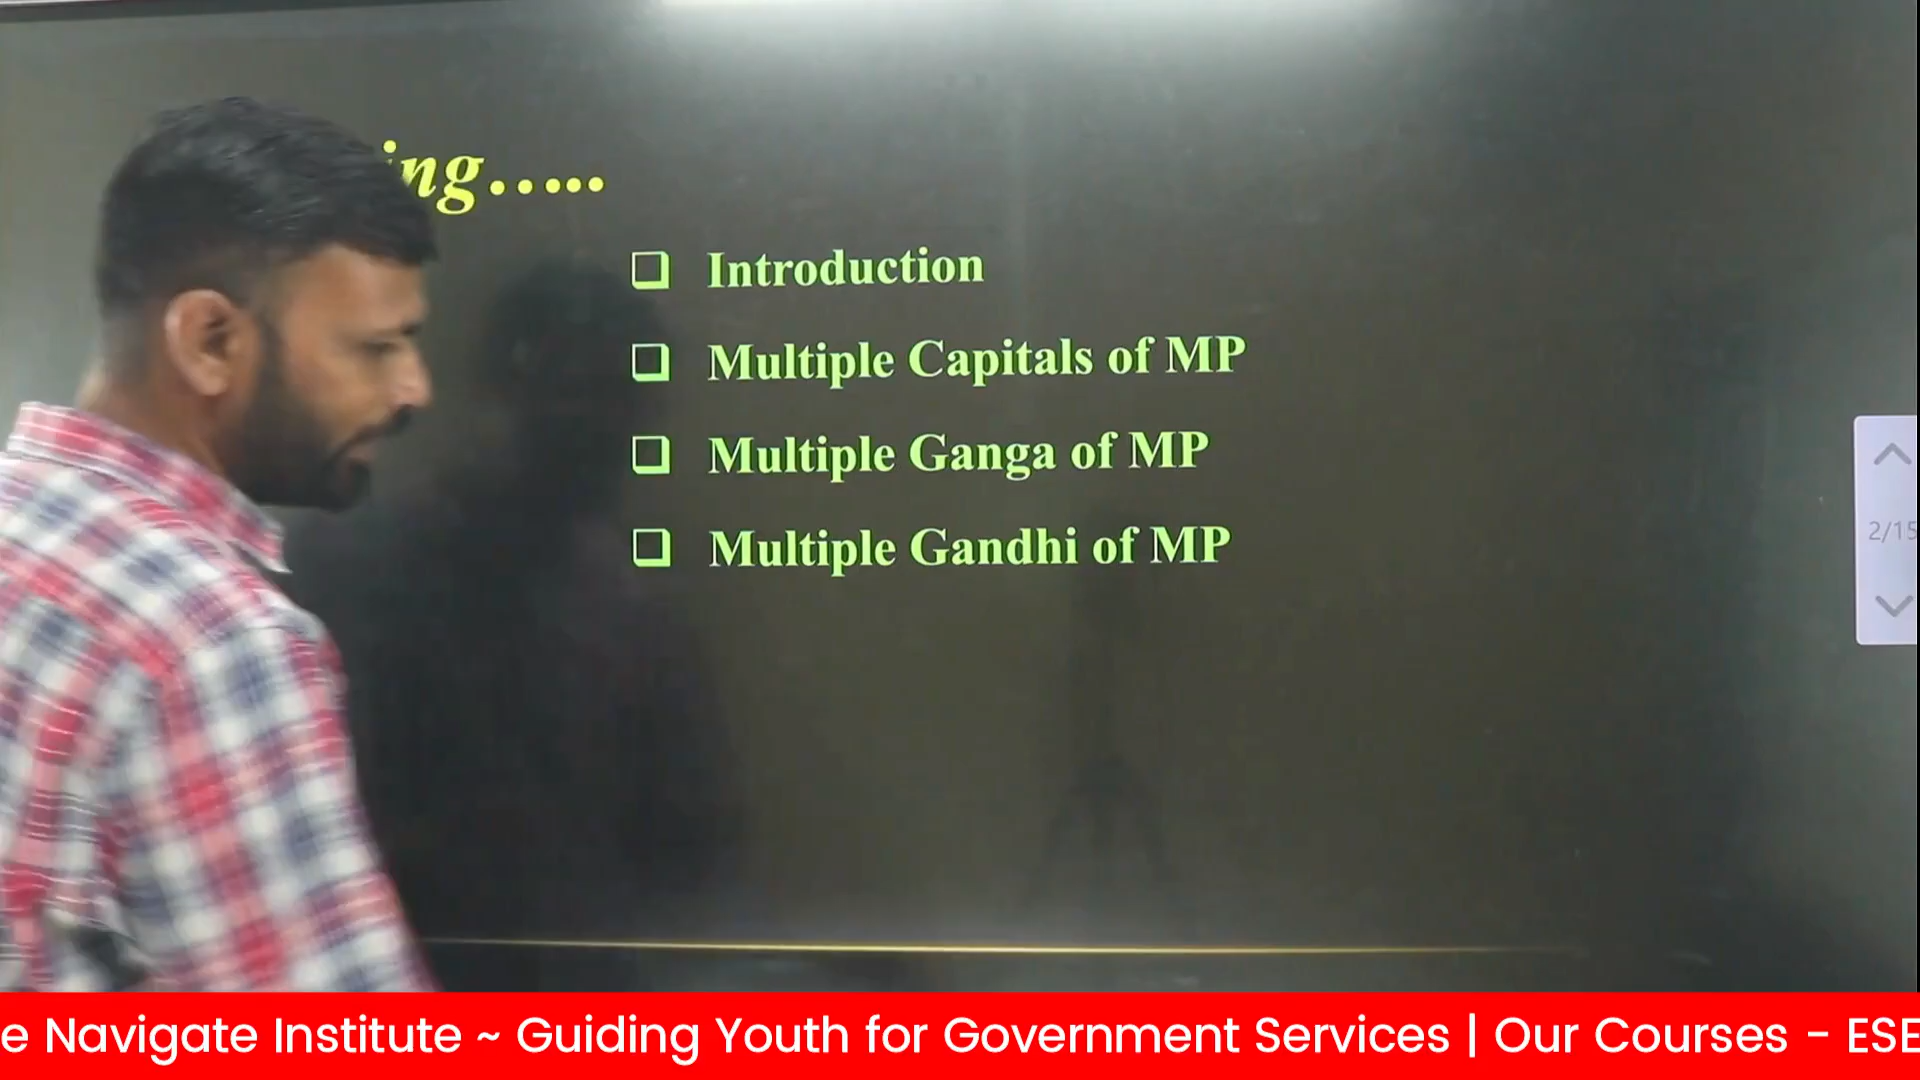 ing.....
❑ Introduction
❑ Multiple Capitals of MP
❑ Multiple Ganga of MP
❑ Multiple Gandhi of MP
2/15
e Navigate Institute ~ Guiding Youth for Government Services | Our Courses - ESE